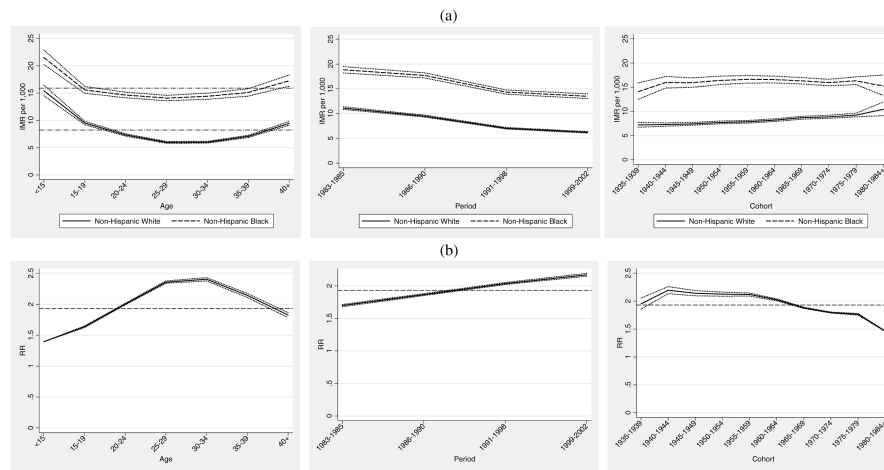 (a)
IMR per 1,000
0 5 10 15 20 25
<15 15-19 20-24 25-29 30-34 35-39 40+
Age
Non-Hispanic White Non-Hispanic Black
IMR per 1,000
0 5 10 15 20 25
1983-1985 1986-1990 1991-1998 1999-2002
Period
IMR per 1,000
0 5 10 15 20 25
1935-1939 1940-1944 1945-1949 1950-1954 1955-1959 1960-1964 1965-1969 1970-1974 1975-1979 1980-1984+
Cohort
Non-Hispanic White Non-Hispanic Black
(b)
RR
0 .5 1 1.5 2 2.5
<15 15-19 20-24 25-29 30-34 35-39 40+
Age
RR
0 .5 1 1.5 2 2.5
1983-1985 1986-1990 1991-1998 1999-2002
Period
RR
0 .5 1 1.5 2 2.5
1935-1939 1940-1944 1945-1949 1950-1954 1955-1959 1960-1964 1965-1969 1970-1974 1975-1979 1980-1984+
Cohort